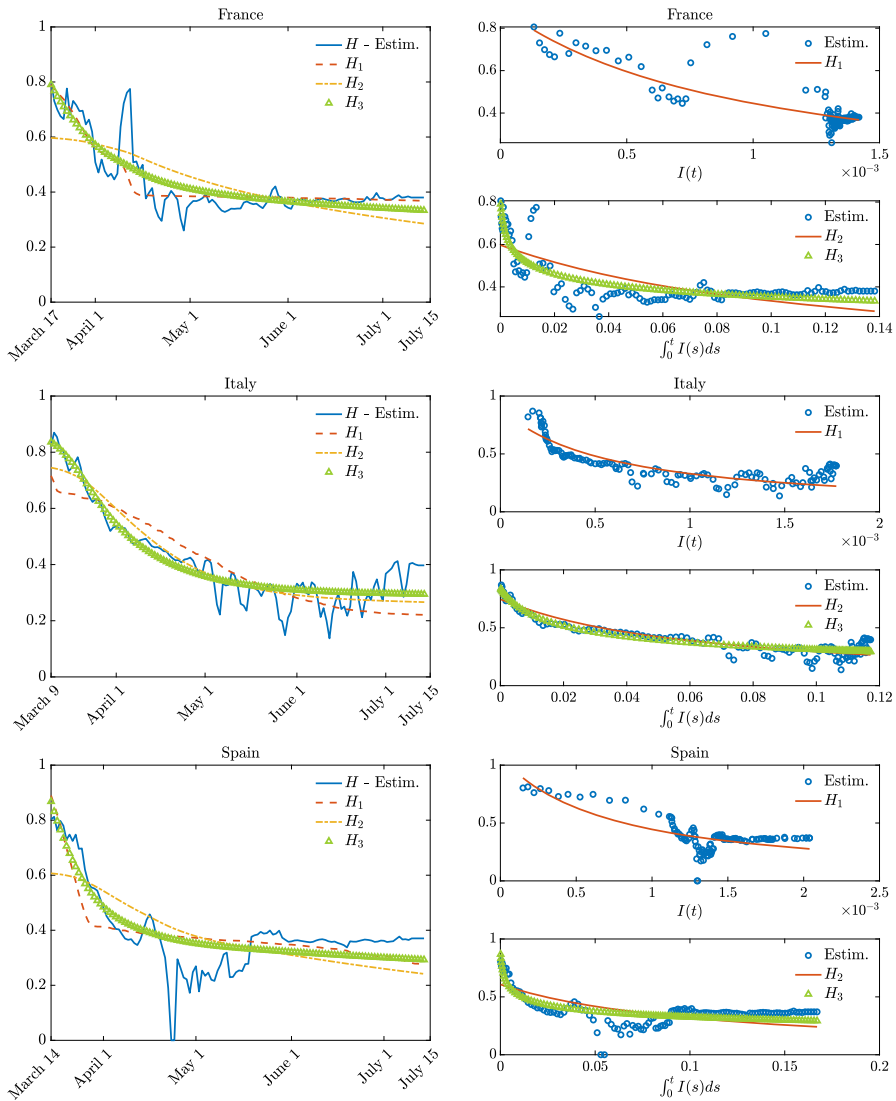 France
1
0.8
0.6
0.4
0.2
0
H - Estim.
H1
H2
H3
March 17
April 1
May 1
June 1
July 1
July 15
France
0.8
0.6
0.4
Estim.
H1
0
0.5
1
1.5
I(t)
×10−3
0.8
0.6
0.4
Estim.
H2
H3
0
0.02
0.04
0.06
0.08
0.1
0.12
0.14
∫0t I(s)ds
Italy
1
0.8
0.6
0.4
0.2
0
H - Estim.
H1
H2
H3
March 9
April 1
May 1
June 1
July 1
July 15
Italy
1
0.5
0
Estim.
H1
0
0.5
1
1.5
2
I(t)
×10−3
1
0.5
0
Estim.
H2
H3
0
0.02
0.04
0.06
0.08
0.1
0.12
∫0t I(s)ds
Spain
1
0.8
0.6
0.4
0.2
0
H - Estim.
H1
H2
H3
March 14
April 1
May 1
June 1
July 1
July 15
Spain
1
0.5
0
Estim.
H1
0
0.5
1
1.5
2
2.5
I(t)
×10−3
1
0.5
0
Estim.
H2
H3
0
0.05
0.1
0.15
0.2
∫0t I(s)ds